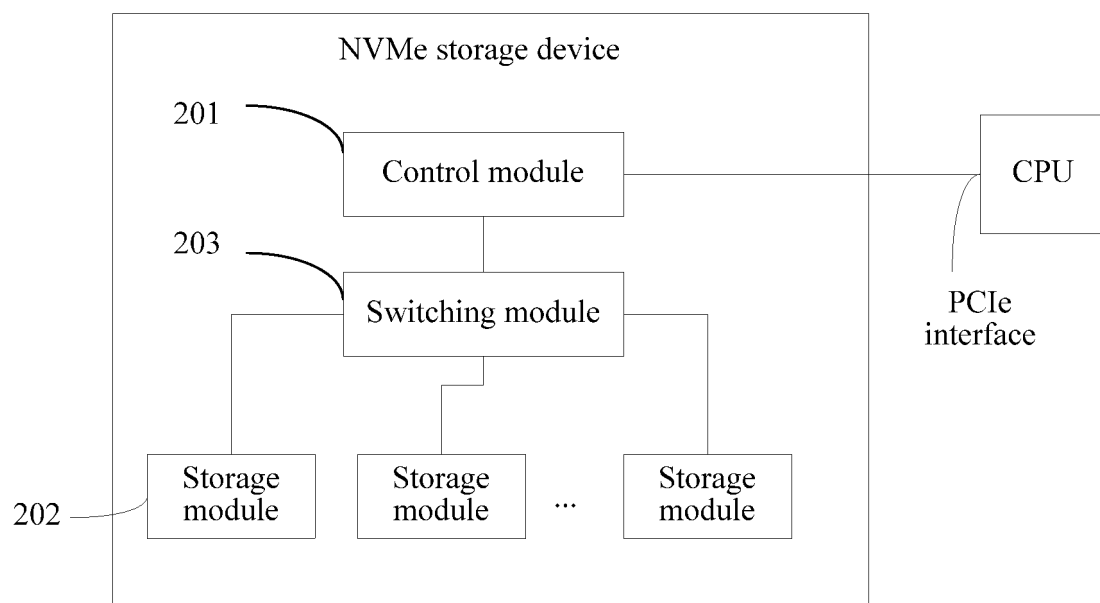 NVMe storage device
201
Control module
CPU
203
Switching module
PCIe
interface
Storage
module
Storage
module
...
Storage
module
202